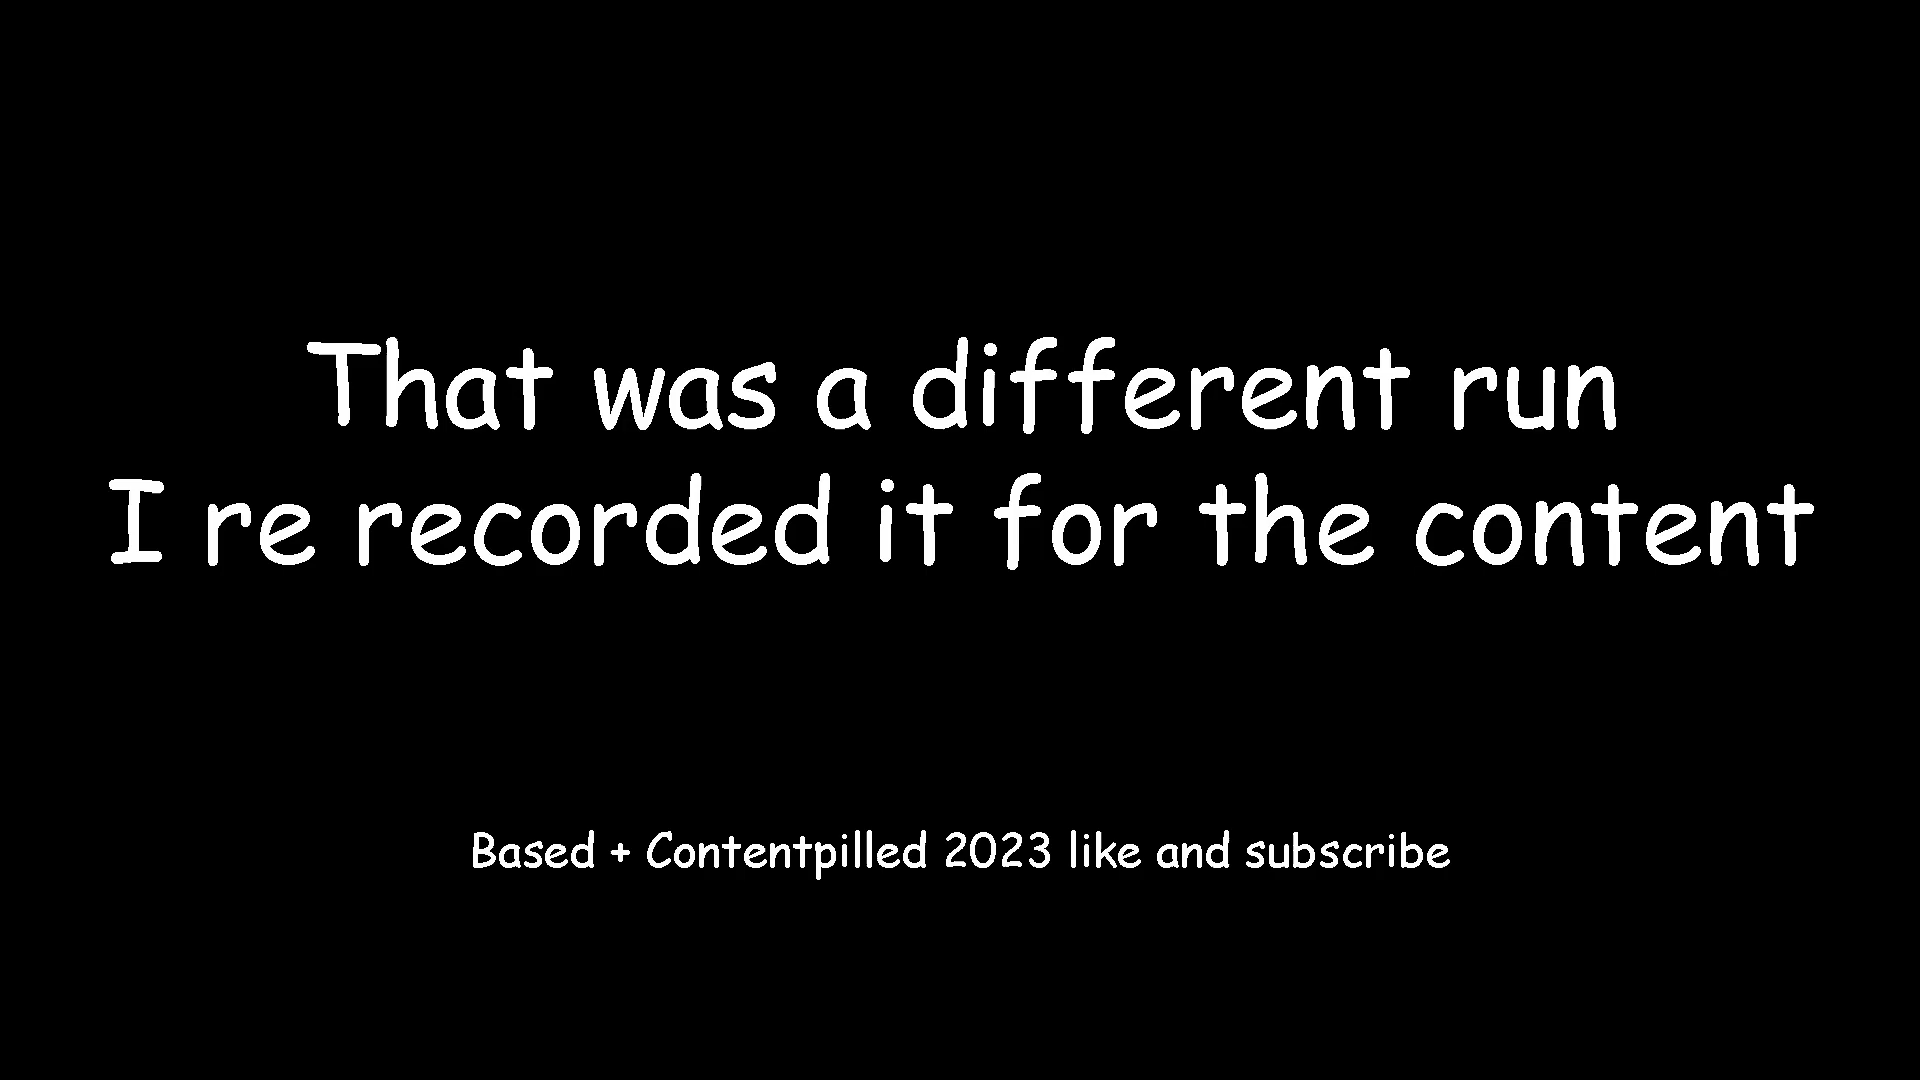 That was a different run
I re recorded it for the content
Based + Contentpilled 2023 like and subscribe